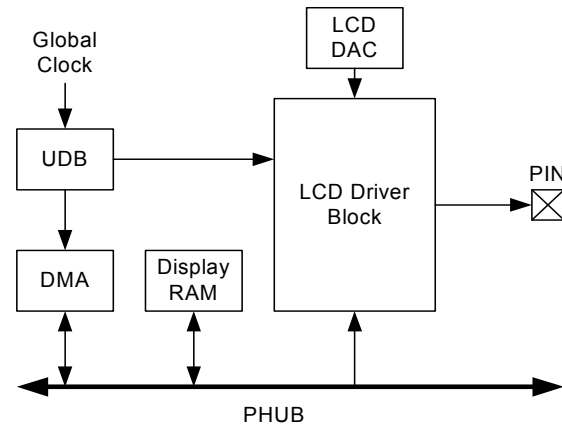 LCD
DAC
Global
Clock
UDB
LCD Driver
Block
PIN
DMA
Display
RAM
PHUB